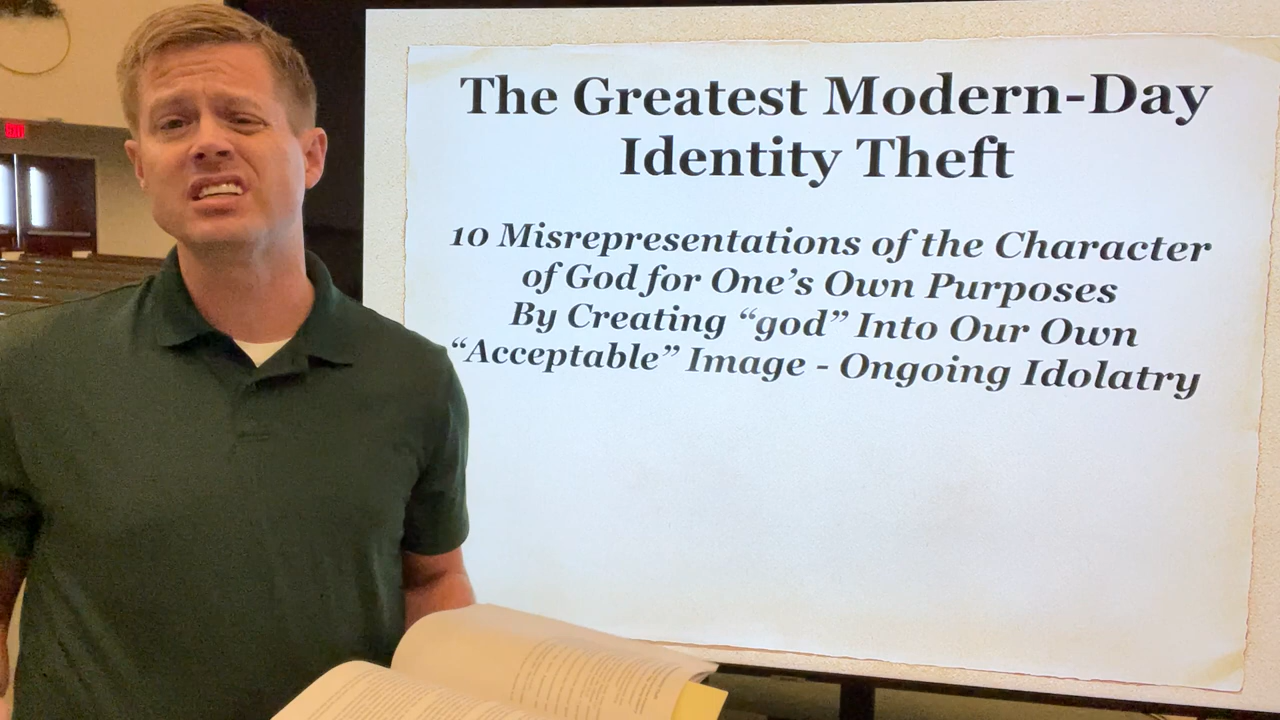 EXIT
The Greatest Modern-Day
Identity Theft
10 Misrepresentations of the Character
of God for One’s Own Purposes
By Creating “god” Into Our Own
“Acceptable” Image - Ongoing Idolatry